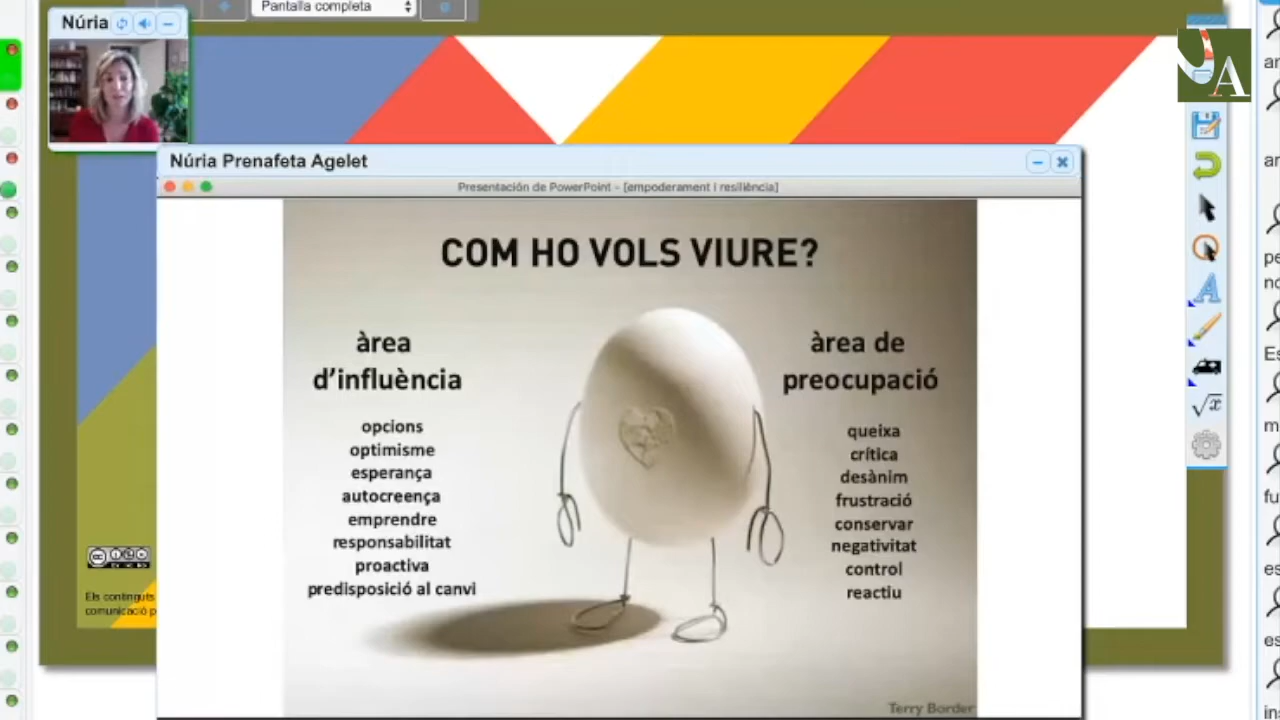 Pantalla completa
Núria
Núria Prenafeta Agelet
Presentación de PowerPoint - [empoderament i resiliència]
COM HO VOLS VIURE?
àrea
d'influència
opcions
optimisme
esperança
autocreença
emprendre
responsabilitat
proactiva
predisposició al canvi
àrea de
preocupació
queixa
crítica
desànim
frustració
conservar
negativitat
control
reactiu
Terry Border
Els continguts
comunicació p
A
A
√x
cc